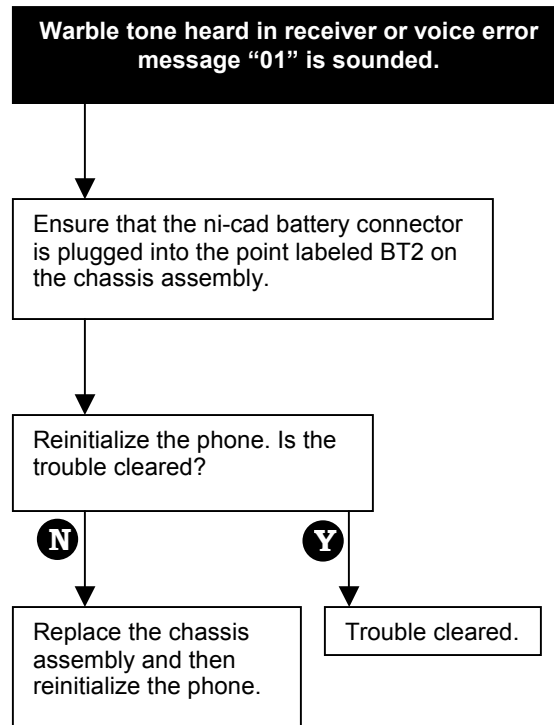 Warble tone heard in receiver or voice error
message “01” is sounded.
Ensure that the ni-cad battery connector
is plugged into the point labeled BT2 on
the chassis assembly.
Reinitialize the phone. Is the
trouble cleared?
N
Y
Replace the chassis
assembly and then
reinitialize the phone.
Trouble cleared.